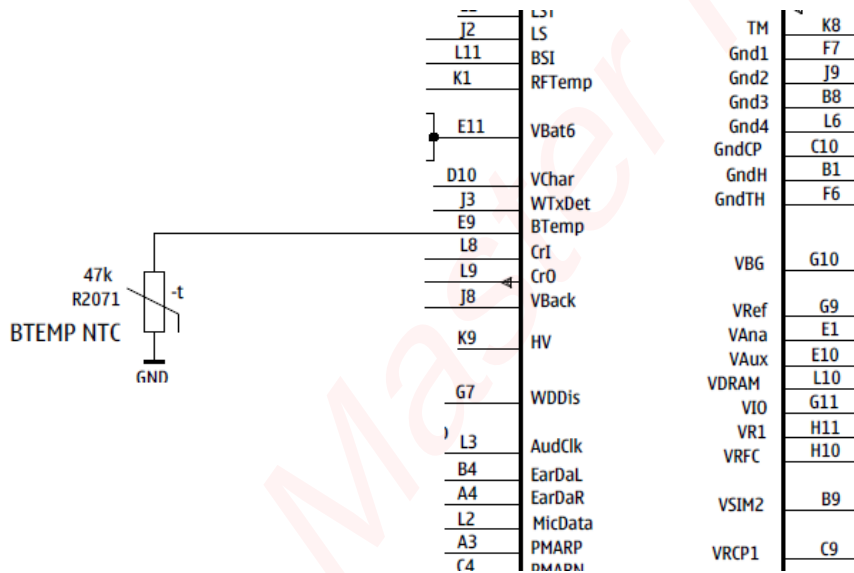 LST
J2 LS
L11 BSI
K1 RFTemp
E11 VBat6
D10 VChar
J3 WTxDet
E9 BTemp
L8 CrI
L9 CrO
J8 VBack
K9 HV
G7 WDDis
L3 AudClk
B4 EarDaL
A4 EarDaR
L2 MicData
A3 PMARP
C4 PMARN
47k
R2071
-t
BTEMP NTC
GND
TM K8
Gnd1 F7
Gnd2 J9
Gnd3 B8
Gnd4 L6
GndCP C10
GndH B1
GndTH F6
VBG G10
VRef G9
VAna E1
VAux E10
VDRAM L10
VIO G11
VR1 H11
VRFC H10
VSIM2 B9
VRCP1 C9
Master